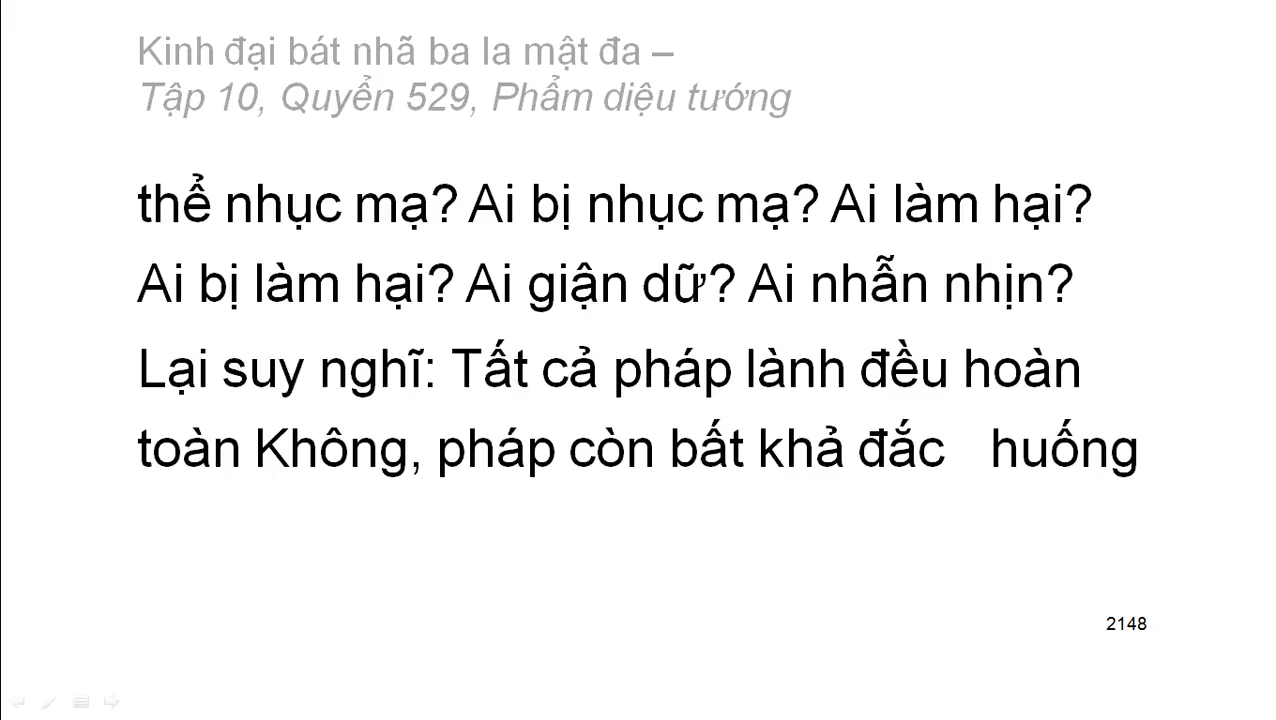 Kinh đại bát nhã ba la mật đa –
Tập 10, Quyển 529, Phẩm diệu tướng
thể nhục mạ? Ai bị nhục mạ? Ai làm hại?
Ai bị làm hại? Ai giận dữ? Ai nhẫn nhịn?
Lại suy nghĩ: Tất cả pháp lành đều hoàn
toàn Không, pháp còn bất khả đắc huống
2148